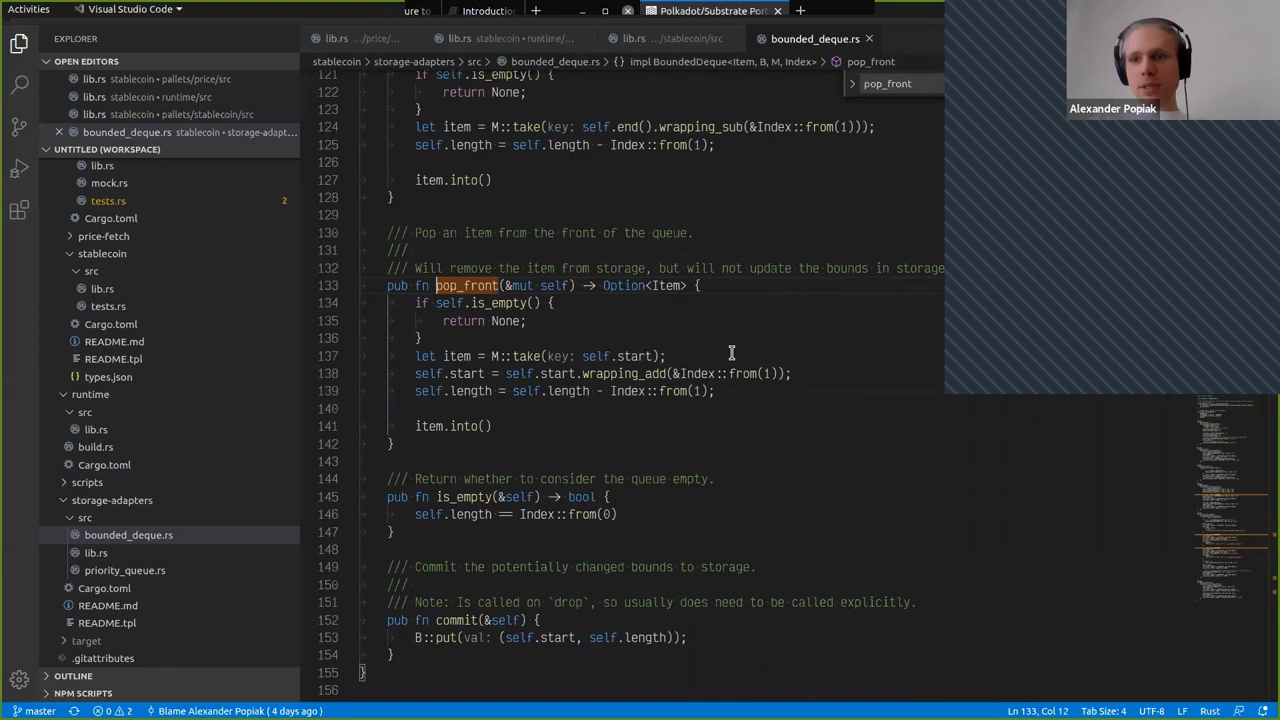 Activities
Visual Studio Code
ure to
Introduction
Polkadot/Substrate Port
EXPLORER
OPEN EDITORS
lib.rs stablecoin • pallets/price/src
lib.rs stablecoin • runtime/src
lib.rs stablecoin • pallets/stablecoin/src
bounded_deque.rs stablecoin • storage-adapt...
UNTITLED (WORKSPACE)
lib.rs
mock.rs
tests.rs 2
Cargo.toml
price-fetch
stablecoin
src
lib.rs
tests.rs
Cargo.toml
README.md
README.tpl
types.json
runtime
src
lib.rs
build.rs
Cargo.toml
scripts
storage-adapters
src
bounded_deque.rs
lib.rs
priority_queue.rs
Cargo.toml
README.md
README.tpl
target
.gitattributes
OUTLINE
NPM SCRIPTS
lib.rs .../price/...
lib.rs stablecoin • runtime/...
lib.rs .../stablecoin/src
bounded_deque.rs
stablecoin > storage-adapters > src > bounded_deque.rs > {} impl BoundedDeque<Item, B, M, Index> > pop_front
pop_front
121 if self.is_empty() {
122 return None;
123 }
124 let item = M::take(key: self.end().wrapping_sub(&Index::from(1)));
125 self.length = self.length - Index::from(1);
126
127 item.into()
128 }
129
130 /// Pop an item from the front of the queue.
131 ///
132 /// Will remove the item from storage, but will not update the bounds in storage
133 pub fn pop_front(&mut self) → Option<Item> {
134 if self.is_empty() {
135 return None;
136 }
137 let item = M::take(key: self.start);
138 self.start = self.start.wrapping_add(&Index::from(1));
139 self.length = self.length - Index::from(1);
140
141 item.into()
142 }
143
144 /// Return whether to consider the queue empty.
145 pub fn is_empty(&self) → bool {
146 self.length == Index::from(0)
147 }
148
149 /// Commit the potentially changed bounds to storage.
150 ///
151 /// Note: Is called on `drop`, so usually does need to be called explicitly.
152 pub fn commit(&self) {
153 B::put(val: (self.start, self.length));
154 }
155 }
156
Alexander Popiak
master
0 2
Blame Alexander Popiak ( 4 days ago )
Ln 133, Col 12
Tab Size: 4
UTF-8
LF
Rust